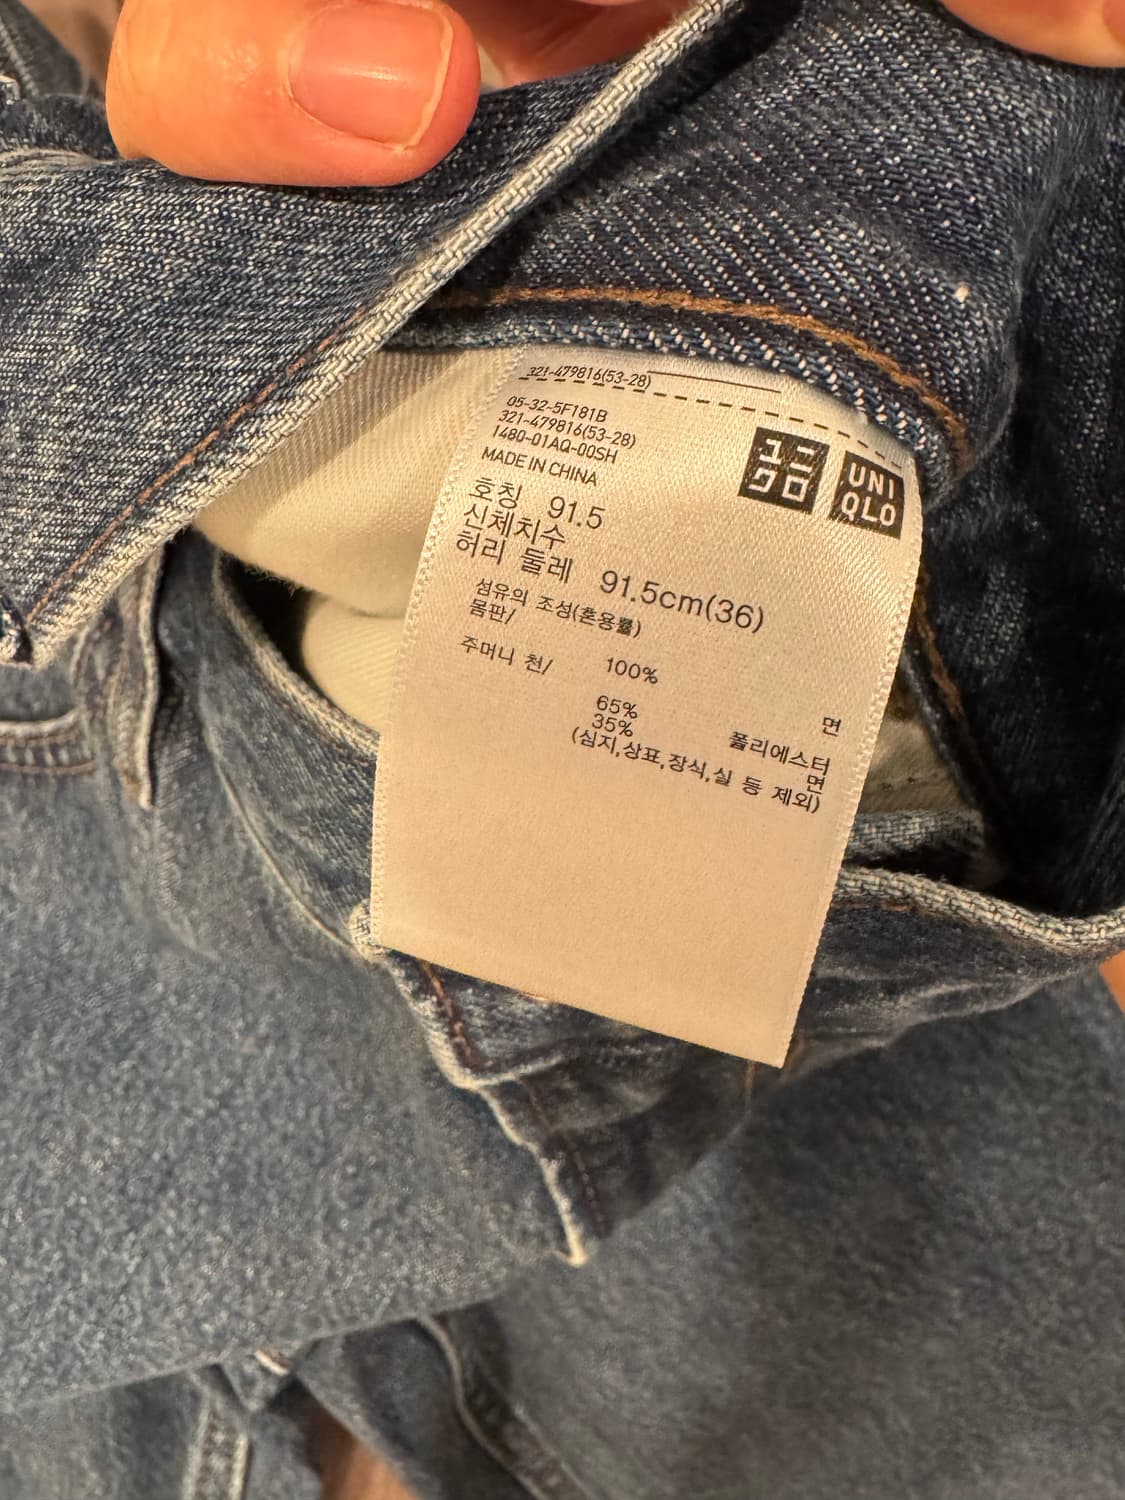 321-479816(53-28)
05-32-5F181B
321-479816(53-28)
1480-01AQ-00SH
MADE IN CHINA
ユニ
クロ
UNI
QLO
호칭 91.5
신체치수
허리 둘레 91.5cm(36)
섬유의 조성(혼용률)
몸판/
100% 면
주머니 천/
65% 폴리에스터
35% 면
(심지,상표,장식,실 등 제외)